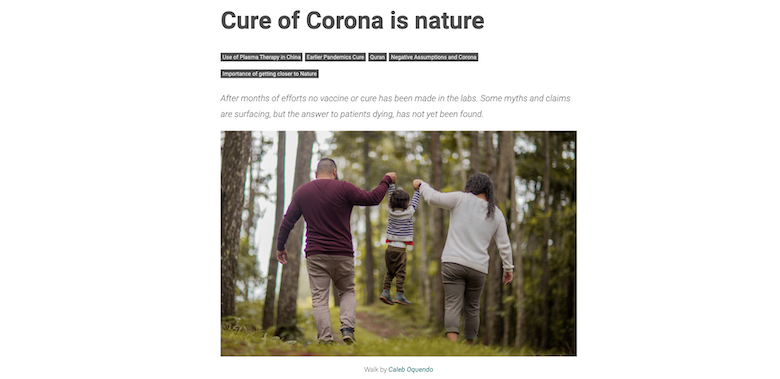 Cure of Corona is nature
Use of Plasma Therapy in China Earlier Pandemics Cure Quran Negative Assumptions and Corona
Importance of getting closer to Nature
After months of efforts no vaccine or cure has been made in the labs. Some myths and claims
are surfacing, but the answer to patients dying, has not yet been found.
Walk by Caleb Oquendo